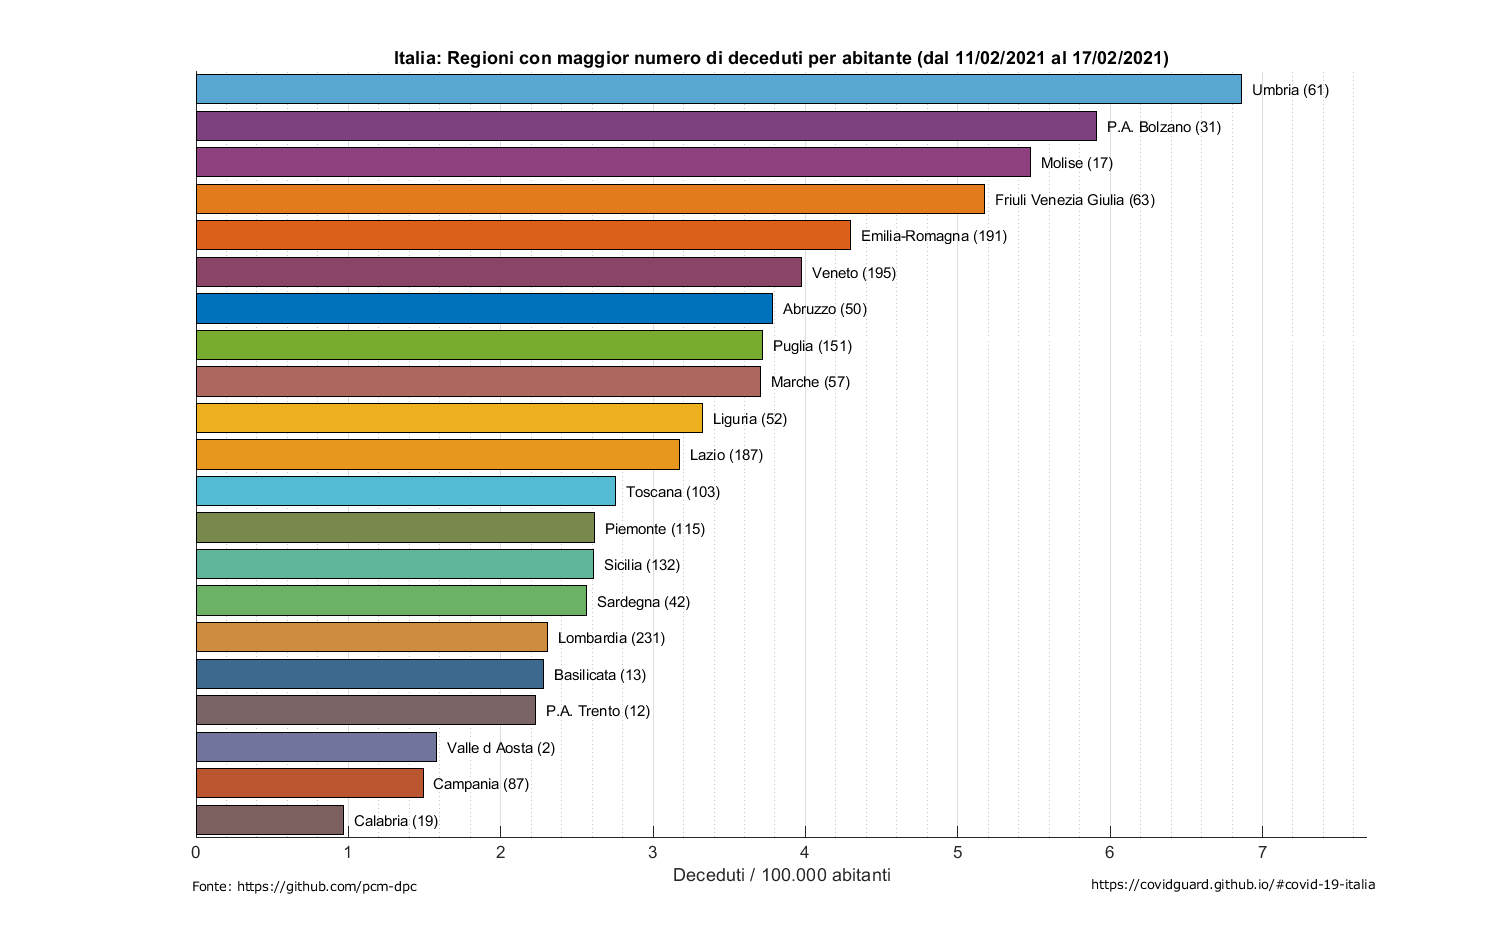 Italia: Regioni con maggior numero di deceduti per abitante (dal 11/02/2021 al 17/02/2021)
Umbria (61)
P.A. Bolzano (31)
Molise (17)
Friuli Venezia Giulia (63)
Emilia-Romagna (191)
Veneto (195)
Abruzzo (50)
Puglia (151)
Marche (57)
Liguria (52)
Lazio (187)
Toscana (103)
Piemonte (115)
Sicilia (132)
Sardegna (42)
Lombardia (231)
Basilicata (13)
P.A. Trento (12)
Valle d Aosta (2)
Campania (87)
Calabria (19)
0 1 2 3 4 5 6 7
Deceduti / 100.000 abitanti
Fonte: https://github.com/pcm-dpc
https://covidguard.github.io/#covid-19-italia